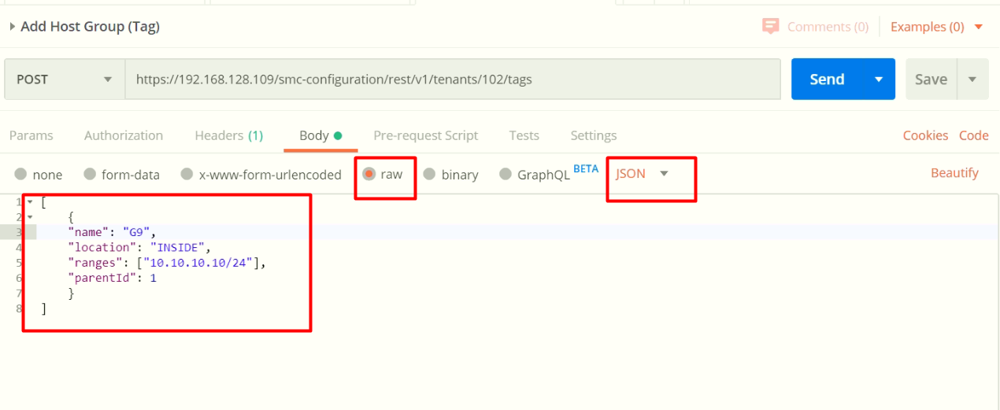 Add Host Group (Tag) Comments (0) Examples (0)
POST https://192.168.128.109/smc-configuration/rest/v1/tenants/102/tags Send Save
Params Authorization Headers (1) Body Pre-request Script Tests Settings Cookies Code
none form-data x-www-form-urlencoded raw binary GraphQL BETA JSON Beautify
1 [
2 {
3 "name": "G9",
4 "location": "INSIDE",
5 "ranges": ["10.10.10.10/24"],
6 "parentId": 1
7 }
8 ]